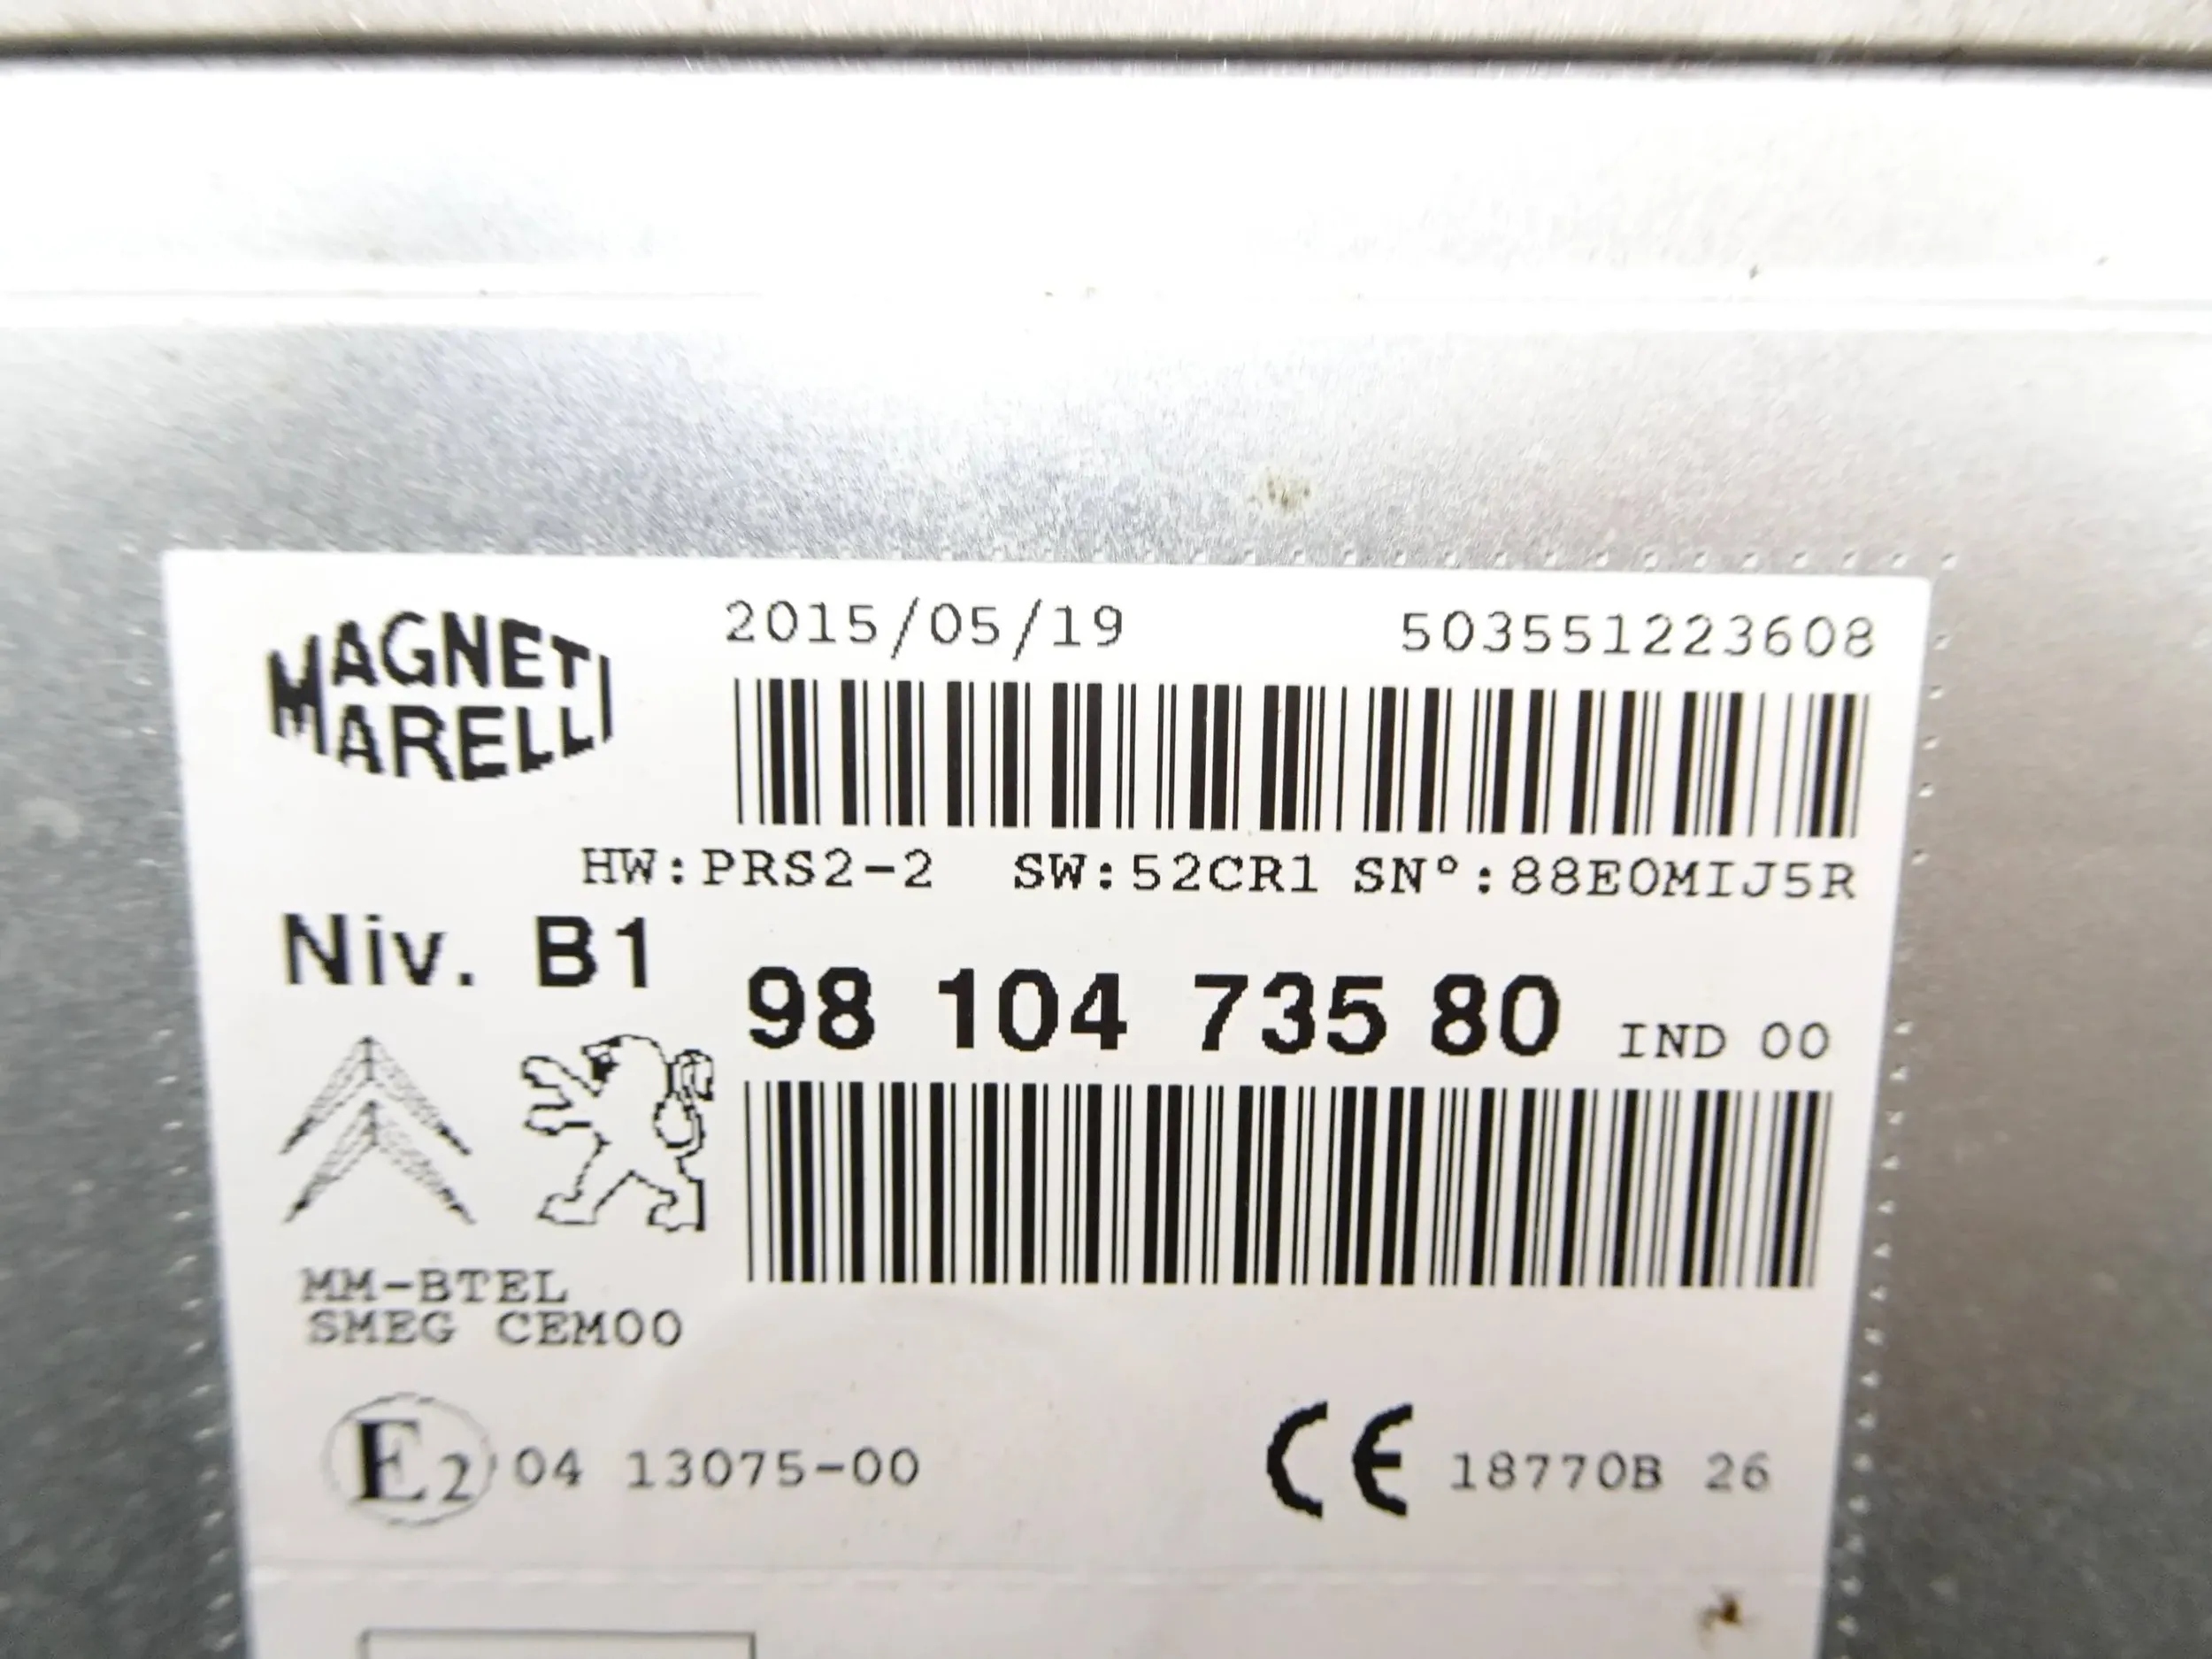 MAGNETI
MARELLI
2015/05/19 503551223608
HW:PRS2-2 SW:52CR1 SN°:88E0MIJ5R
Niv. B1
98 104 735 80 IND 00
MM-BTEL
SMEG CEM00
E2 04 13075-00 CE 18770B 26